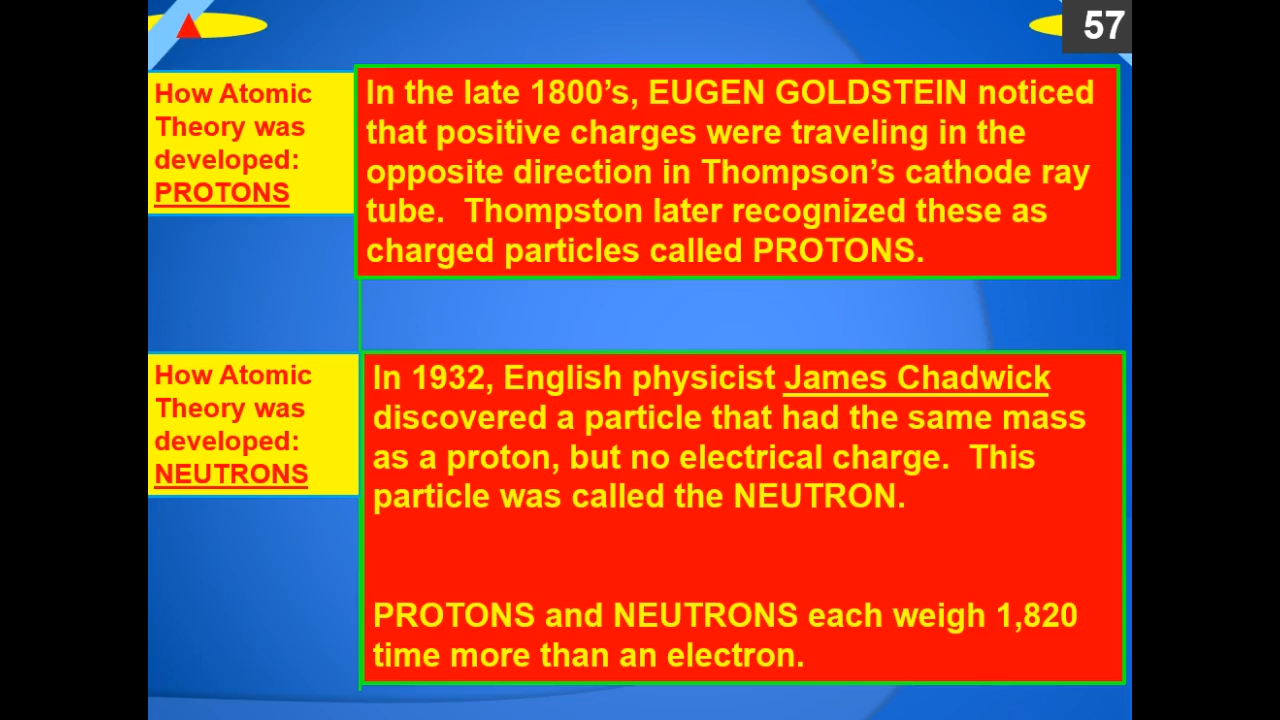 57
How Atomic
Theory was
developed:
PROTONS
In the late 1800’s, EUGEN GOLDSTEIN noticed
that positive charges were traveling in the
opposite direction in Thompson’s cathode ray
tube.  Thompston later recognized these as
charged particles called PROTONS.
How Atomic
Theory was
developed:
NEUTRONS
In 1932, English physicist James Chadwick
discovered a particle that had the same mass
as a proton, but no electrical charge.  This
particle was called the NEUTRON.
PROTONS and NEUTRONS each weigh 1,820
time more than an electron.